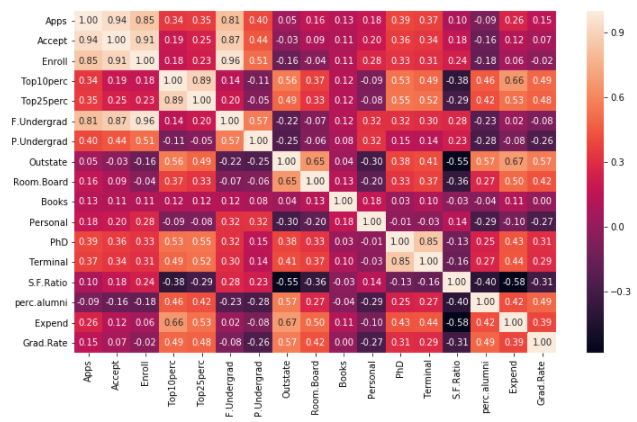 Apps 1.00 0.94 0.85 0.34 0.35 0.81 0.40 0.05 0.16 0.13 0.18 0.39 0.37 0.10 -0.09 0.26 0.15
Accept 0.94 1.00 0.91 0.19 0.25 0.87 0.44 -0.03 0.09 0.11 0.20 0.36 0.34 0.18 -0.16 0.12 0.07
Enroll 0.85 0.91 1.00 0.18 0.23 0.96 0.51 -0.16 -0.04 0.11 0.28 0.33 0.31 0.24 -0.18 0.06 -0.02
Top10perc 0.34 0.19 0.18 1.00 0.89 0.14 -0.11 0.56 0.37 0.12 -0.09 0.53 0.49 -0.38 0.46 0.66 0.49
Top25perc 0.35 0.25 0.23 0.89 1.00 0.20 -0.05 0.49 0.33 0.12 -0.08 0.55 0.52 -0.29 0.42 0.53 0.48
F.Undergrad 0.81 0.87 0.96 0.14 0.20 1.00 0.57 -0.22 -0.07 0.12 0.32 0.32 0.30 0.28 -0.23 0.02 -0.08
P.Undergrad 0.40 0.44 0.51 -0.11 -0.05 0.57 1.00 -0.25 -0.06 0.08 0.32 0.15 0.14 0.23 -0.28 -0.08 -0.26
Outstate 0.05 -0.03 -0.16 0.56 0.49 -0.22 -0.25 1.00 0.65 0.04 -0.30 0.38 0.41 -0.55 0.57 0.67 0.57
Room.Board 0.16 0.09 -0.04 0.37 0.33 -0.07 -0.06 0.65 1.00 0.13 -0.20 0.33 0.37 -0.36 0.27 0.50 0.42
Books 0.13 0.11 0.11 0.12 0.12 0.12 0.08 0.04 0.13 1.00 0.18 0.03 0.10 -0.03 -0.04 0.11 0.00
Personal 0.18 0.20 0.28 -0.09 -0.08 0.32 0.32 -0.30 -0.20 0.18 1.00 -0.01 -0.03 0.14 -0.29 -0.10 -0.27
PhD 0.39 0.36 0.33 0.53 0.55 0.32 0.15 0.38 0.33 0.03 -0.01 1.00 0.85 -0.13 0.25 0.43 0.31
Terminal 0.37 0.34 0.31 0.49 0.52 0.30 0.14 0.41 0.37 0.10 -0.03 0.85 1.00 -0.16 0.27 0.44 0.29
S.F.Ratio 0.10 0.18 0.24 -0.38 -0.29 0.28 0.23 -0.55 -0.36 -0.03 0.14 -0.13 -0.16 1.00 -0.40 -0.58 -0.31
perc.alumni -0.09 -0.16 -0.18 0.46 0.42 -0.23 -0.28 0.57 0.27 -0.04 -0.29 0.25 0.27 -0.40 1.00 0.42 0.49
Expend 0.26 0.12 0.06 0.66 0.53 0.02 -0.08 0.67 0.50 0.11 -0.10 0.43 0.44 -0.58 0.42 1.00 0.39
Grad.Rate 0.15 0.07 -0.02 0.49 0.48 -0.08 -0.26 0.57 0.42 0.00 -0.27 0.31 0.29 -0.31 0.49 0.39 1.00
Apps
Accept
Enroll
Top10perc
Top25perc
F.Undergrad
P.Undergrad
Outstate
Room.Board
Books
Personal
PhD
Terminal
S.F.Ratio
perc.alumni
Expend
Grad.Rate
0.9
0.6
0.3
0.0
-0.3